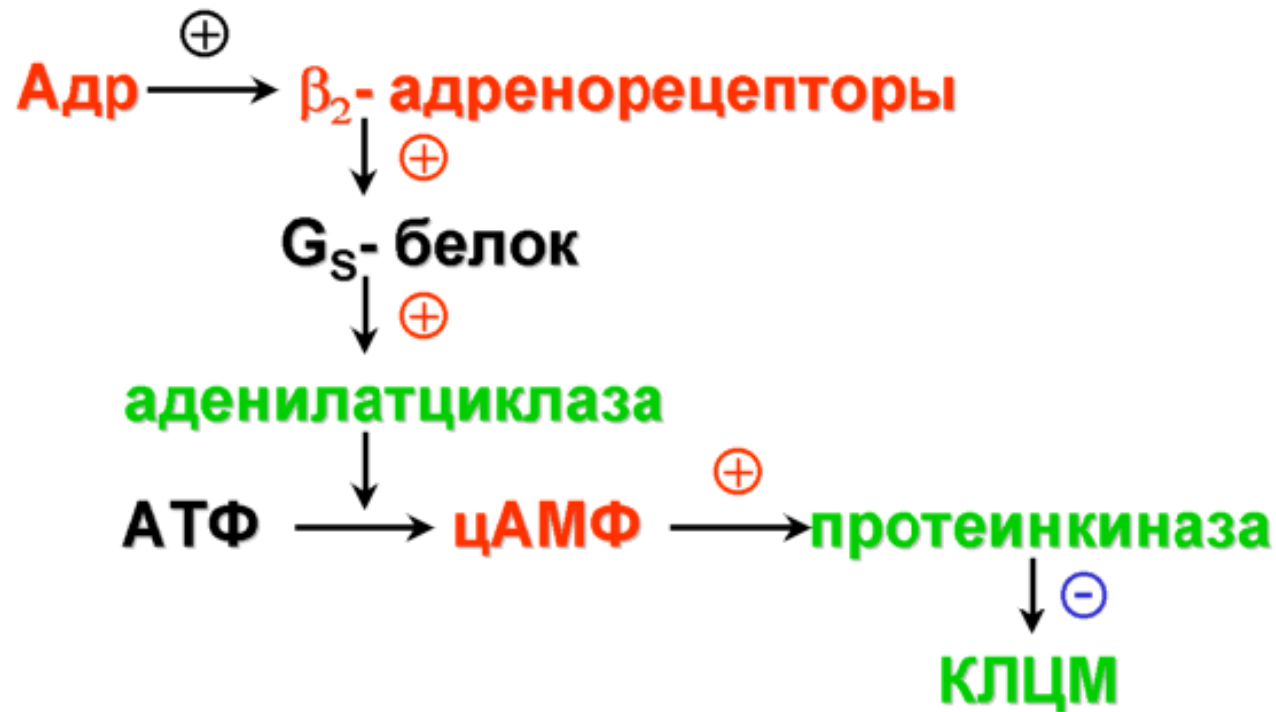 Адр β₂- адренорецепторы
Gₛ- белок
аденилатциклаза
АТФ цАМФ протеинкиназа
КЛЦМ